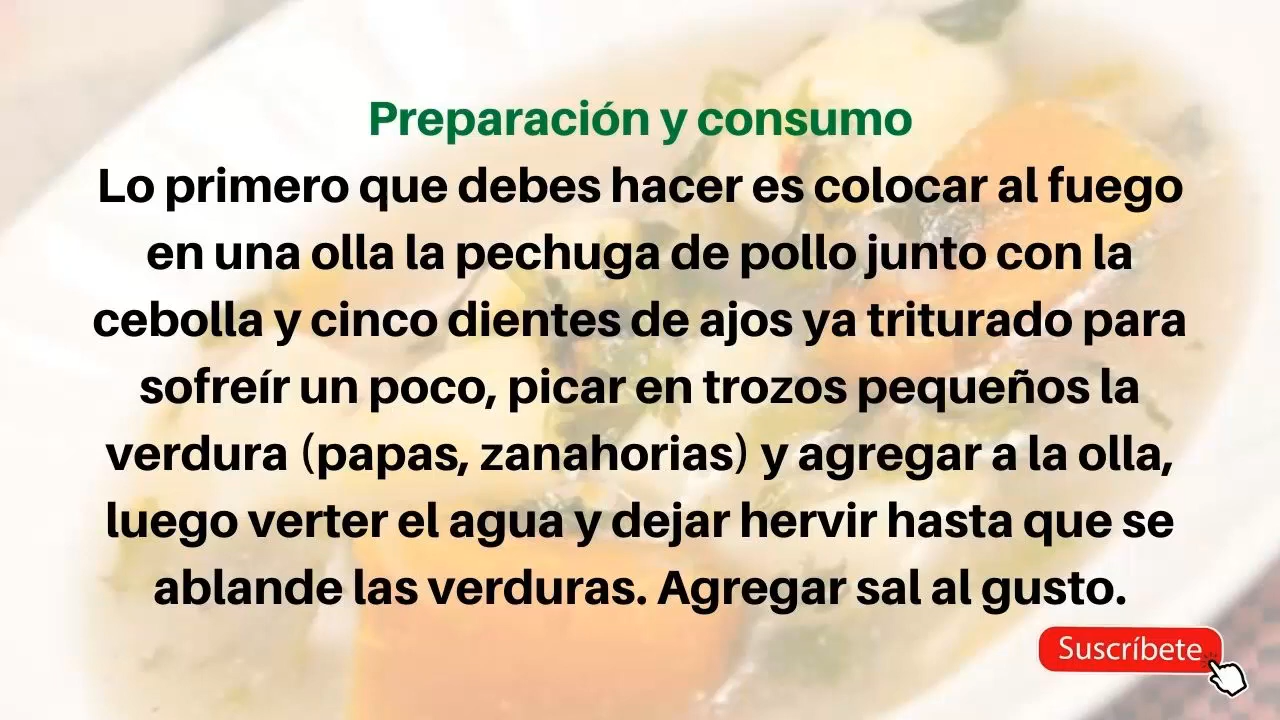 Preparación y consumo
Lo primero que debes hacer es colocar al fuego
en una olla la pechuga de pollo junto con la
cebolla y cinco dientes de ajos ya triturado para
sofreír un poco, picar en trozos pequeños la
verdura (papas, zanahorias) y agregar a la olla,
luego verter el agua y dejar hervir hasta que se
ablande las verduras. Agregar sal al gusto.
Suscríbete